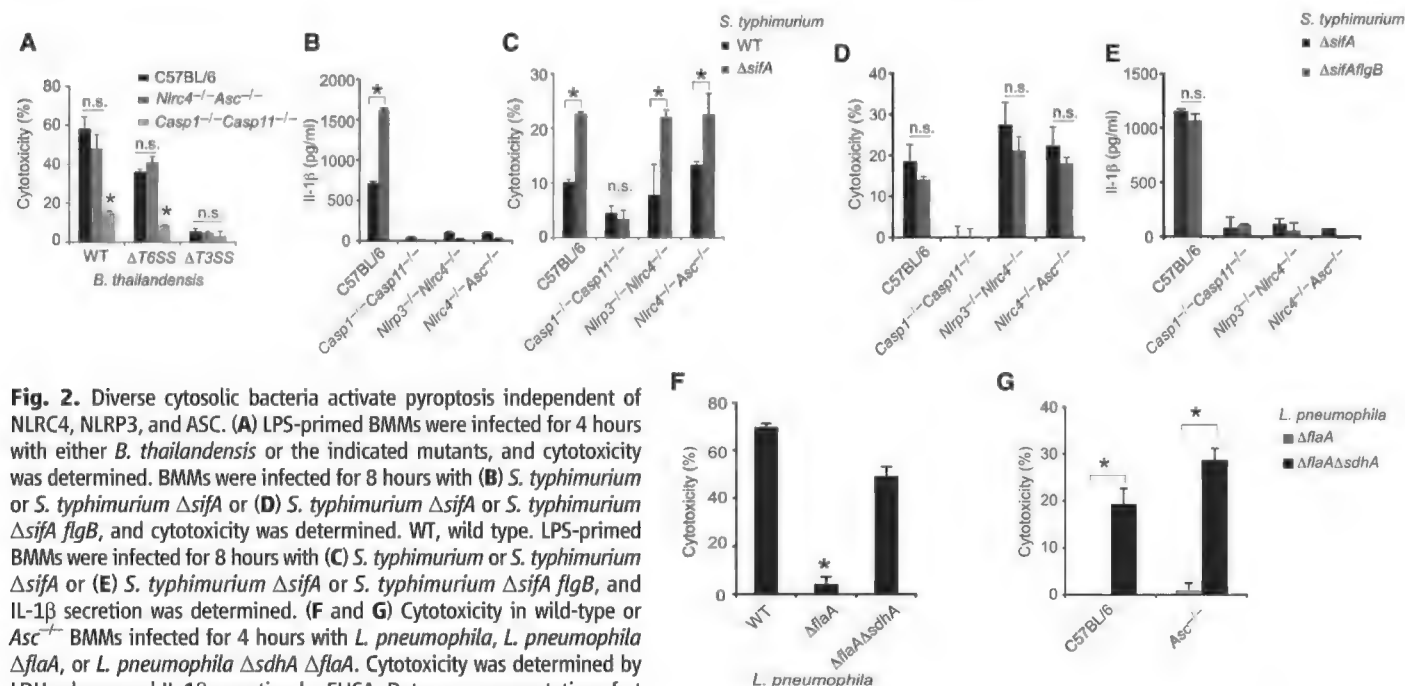 S. typhimurium
WT
ΔsifA
S. typhimurium
ΔsifA
ΔsifAflgB
A
Cytotoxicity (%)
80
60
40
20
0
C57BL/6
Nlrc4–/–Asc–/–
Casp1–/–Casp11–/–
n.s.
n.s.
*
*
n.s.
WT
ΔT6SS
ΔT3SS
B. thailandensis
B
Il-1β (pg/ml)
2000
1500
1000
500
0
*
C57BL/6
Casp1–/–Casp11–/–
Nlrp3–/–Nlrc4–/–
Nlrc4–/–Asc–/–
C
Cytotoxicity (%)
30
20
10
0
*
n.s.
*
*
C57BL/6
Casp1–/–Casp11–/–
Nlrp3–/–Nlrc4–/–
Nlrc4–/–Asc–/–
D
Cytotoxicity (%)
40
30
20
10
0
n.s.
n.s.
n.s.
C57BL/6
Casp1–/–Casp11–/–
Nlrp3–/–Nlrc4–/–
Nlrc4–/–Asc–/–
E
Il-1β (pg/ml)
1500
1000
500
0
n.s.
C57BL/6
Casp1–/–Casp11–/–
Nlrp3–/–Nlrc4–/–
Nlrc4–/–Asc–/–
Fig. 2. Diverse cytosolic bacteria activate pyroptosis independent of
NLRC4, NLRP3, and ASC. (A) LPS-primed BMMs were infected for 4 hours
with either B. thailandensis or the indicated mutants, and cytotoxicity
was determined. BMMs were infected for 8 hours with (B) S. typhimurium
or S. typhimurium ΔsifA or (D) S. typhimurium ΔsifA or S. typhimurium
ΔsifA flgB, and cytotoxicity was determined. WT, wild type. LPS-primed
BMMs were infected for 8 hours with (C) S. typhimurium or S. typhimurium
ΔsifA or (E) S. typhimurium ΔsifA or S. typhimurium ΔsifA flgB, and
IL-1β secretion was determined. (F and G) Cytotoxicity in wild-type or
Asc–/– BMMs infected for 4 hours with L. pneumophila, L. pneumophila
ΔflaA, or L. pneumophila ΔsdhA ΔflaA. Cytotoxicity was determined by
F
Cytotoxicity (%)
80
60
40
20
0
*
WT
ΔflaA
ΔflaAΔsdhA
L. pneumophila
G
Cytotoxicity (%)
40
30
20
10
0
*
*
C57BL/6
Asc–/–
L. pneumophila
ΔflaA
ΔflaAΔsdhA